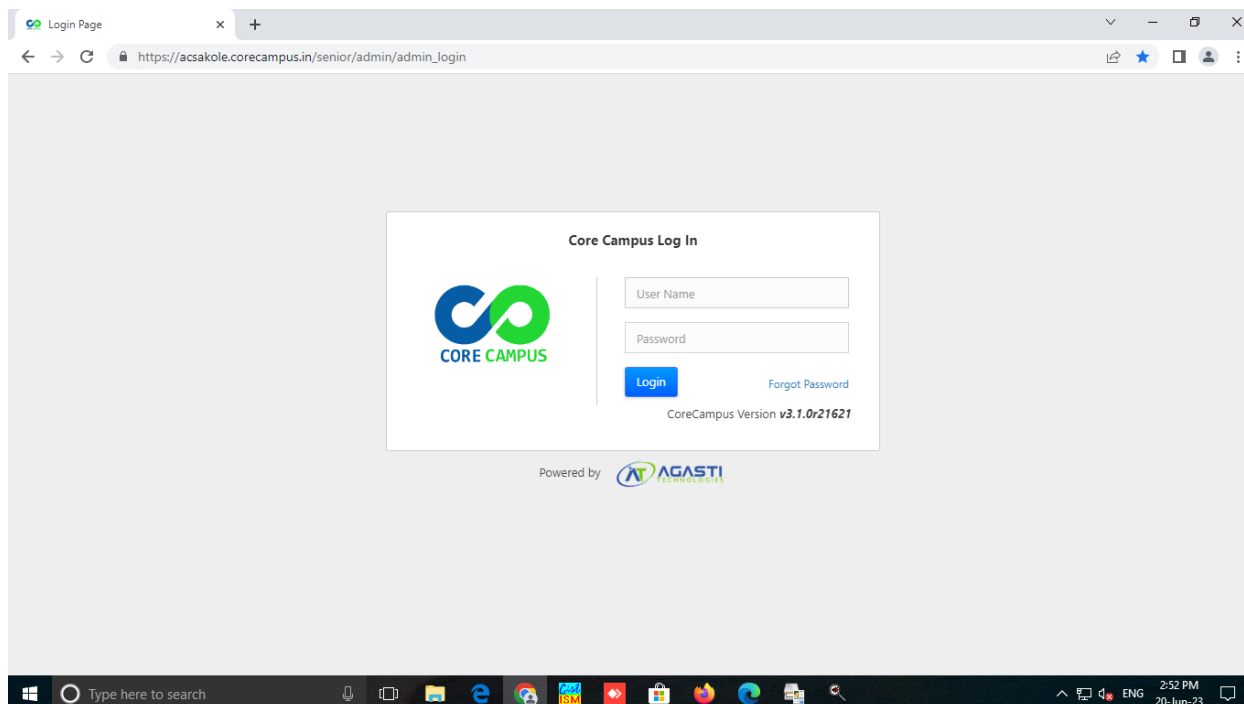 Login Page
https://acsakole.corecampus.in/senior/admin/admin_login
Core Campus Log In
CORE CAMPUS
User Name
Password
Login
Forgot Password
CoreCampus Version v3.1.0r21621
Powered by
AGASTI
TECHNOLOGIES
Type here to search
Gist
ISM
ENG
2:52 PM
20-Jun-23